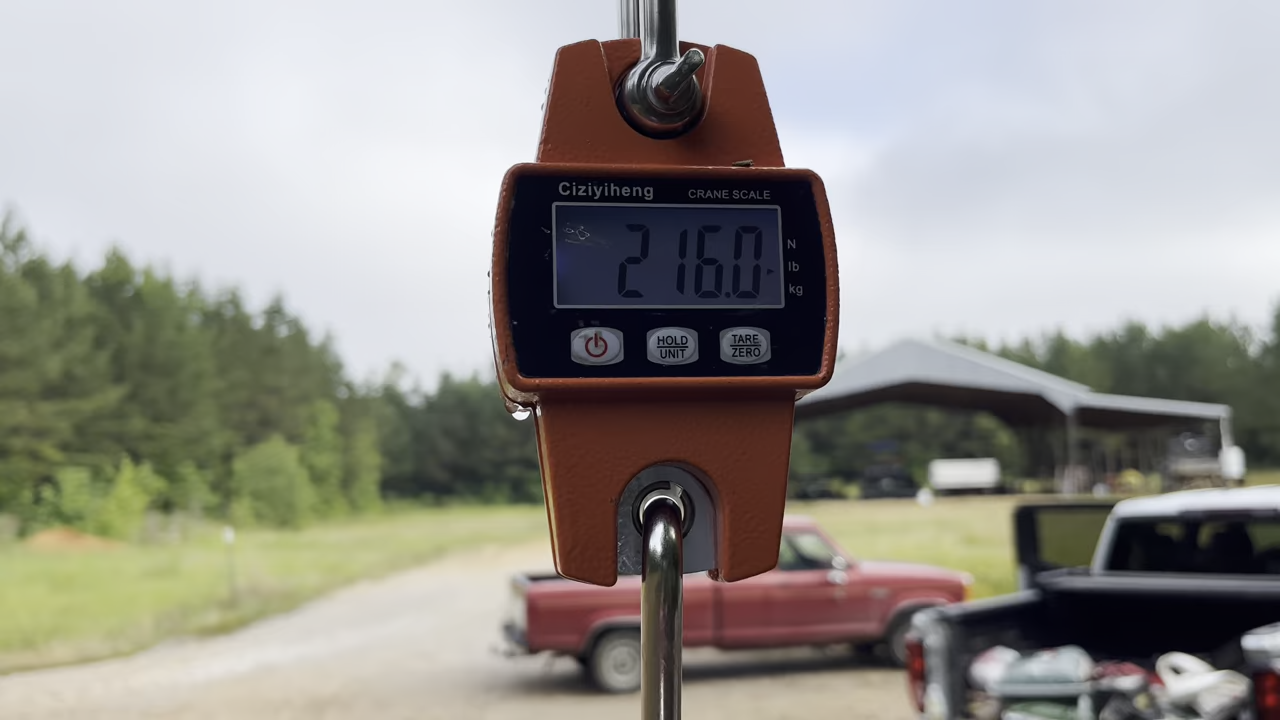 Ciziyiheng CRANE SCALE
216.0
N
lb
kg
HOLD TARE
UNIT ZERO